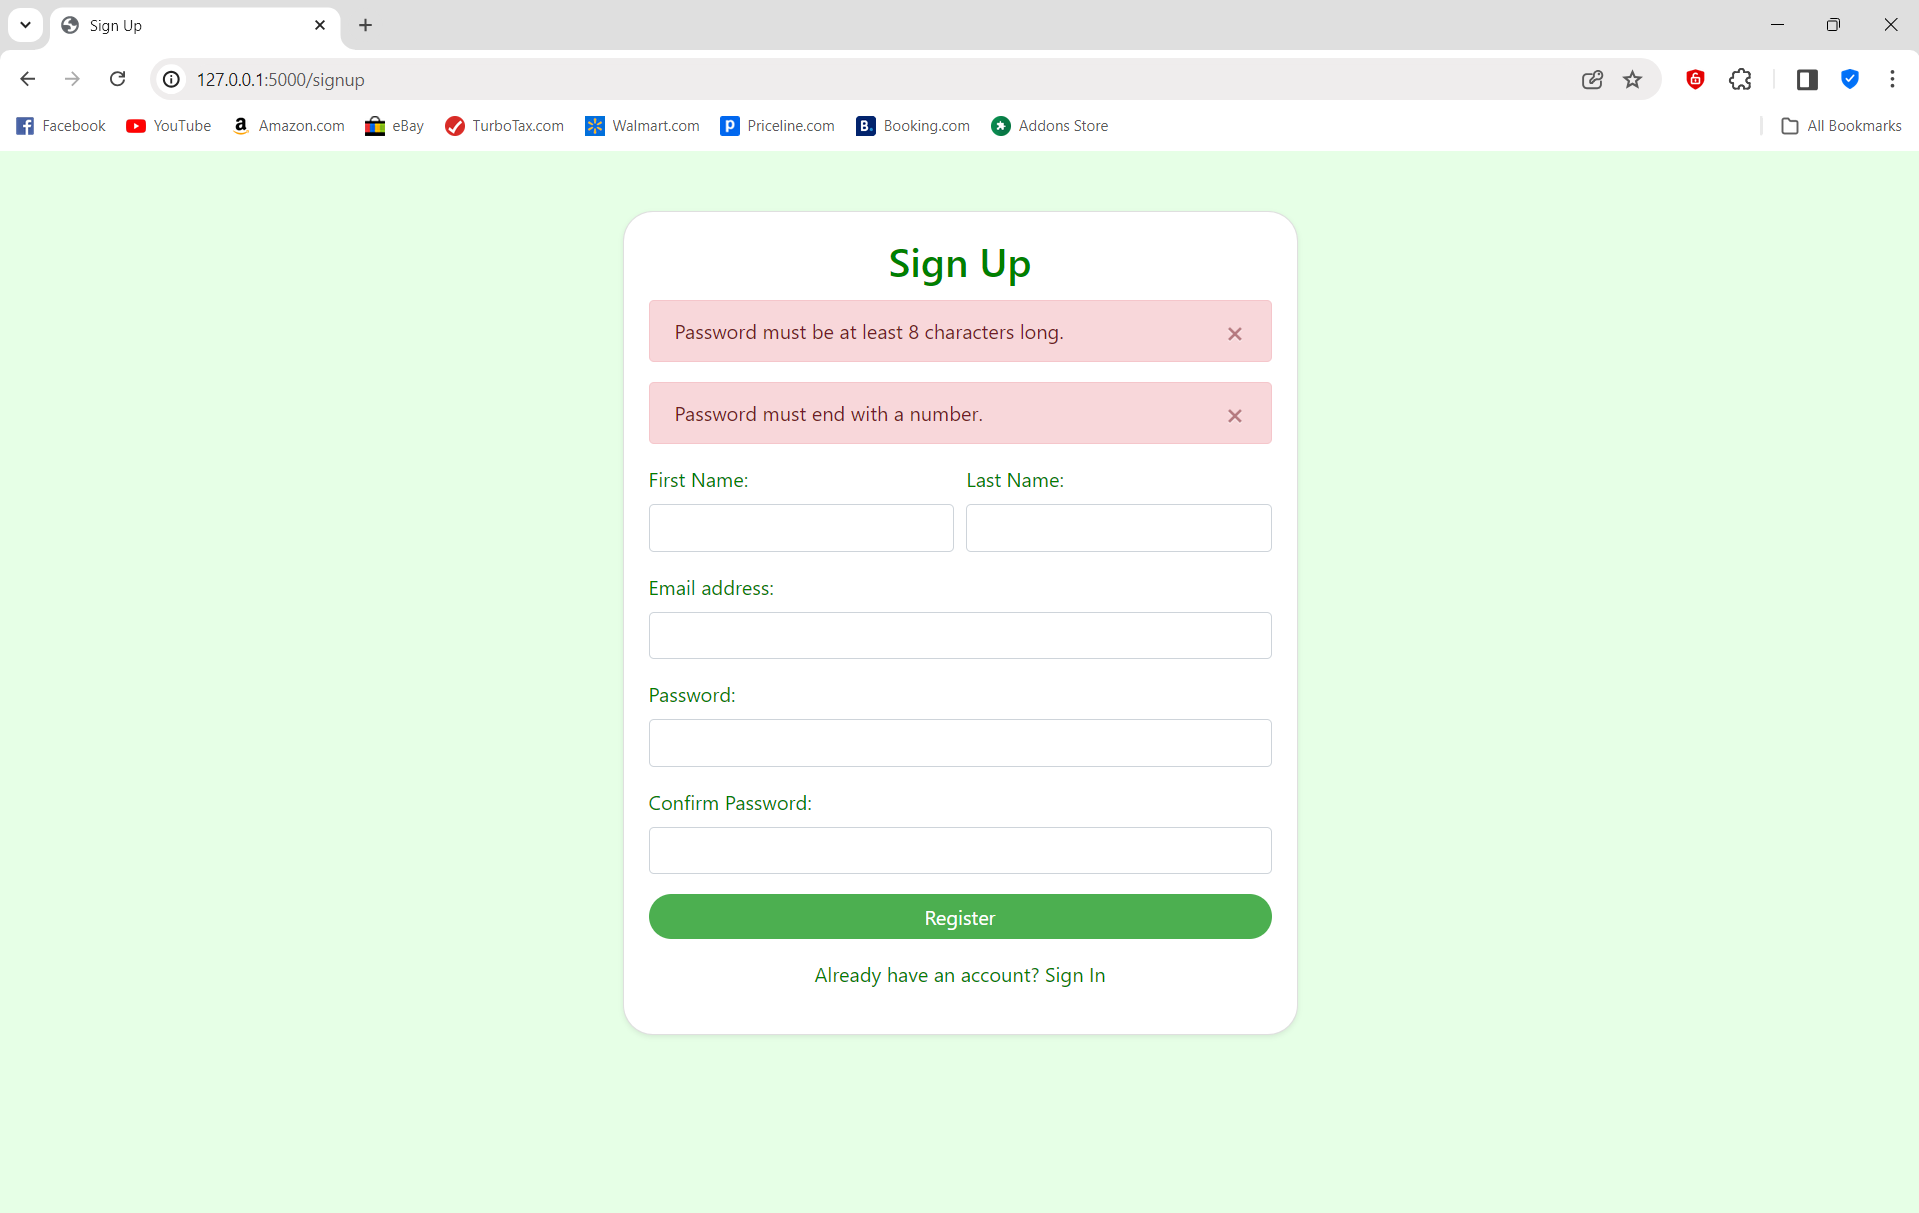 Sign Up
127.0.0.1:5000/signup
Facebook YouTube Amazon.com eBay TurboTax.com Walmart.com Priceline.com Booking.com Addons Store All Bookmarks
Sign Up
Password must be at least 8 characters long.
Password must end with a number.
First Name: Last Name:
Email address:
Password:
Confirm Password:
Register
Already have an account? Sign In